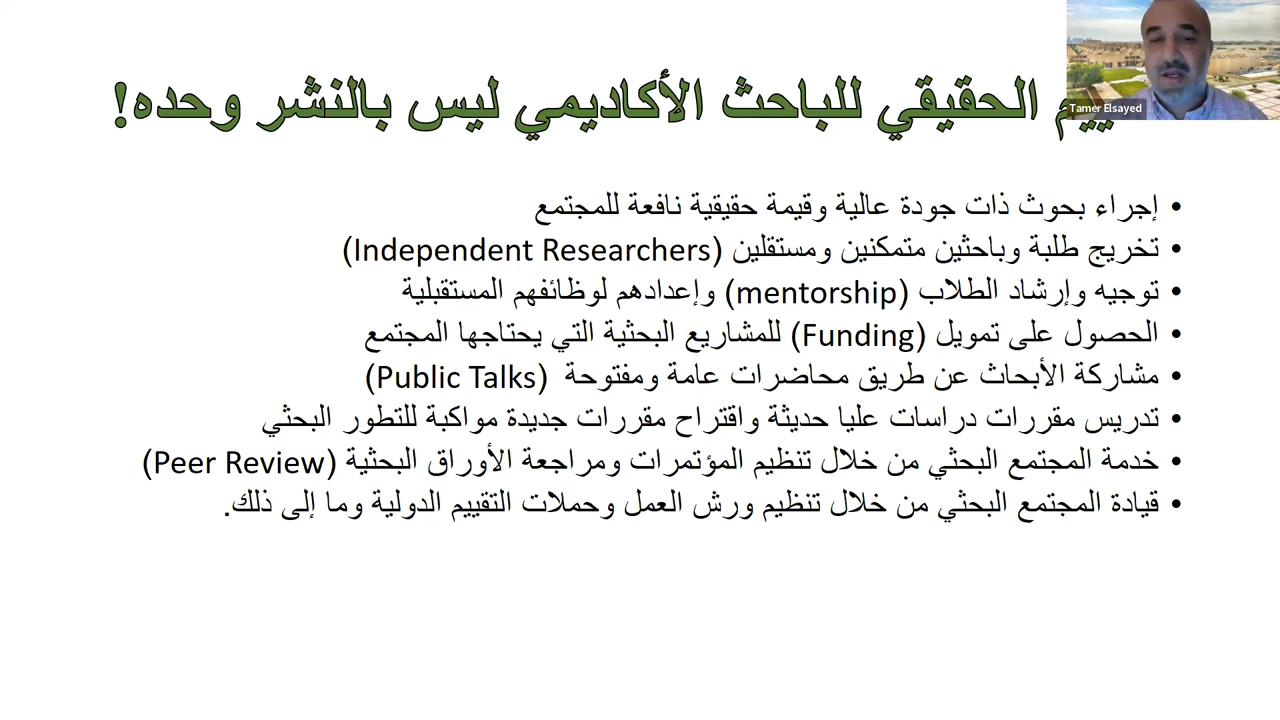 الحقيقي للباحث الأكاديمي ليس بالنشر وحده!
Tamer Elsayed
• إجراء بحوث ذات جودة عالية وقيمة حقيقية نافعة للمجتمع
• تخريج طلبة وباحثين متمكنين ومستقلين (Independent Researchers)
• توجيه وإرشاد الطلاب (mentorship) وإعدادهم لوظائفهم المستقبلية
• الحصول على تمويل (Funding) للمشاريع البحثية التي يحتاجها المجتمع
• مشاركة الأبحاث عن طريق محاضرات عامة ومفتوحة (Public Talks)
• تدريس مقررات دراسات عليا حديثة واقتراح مقررات جديدة مواكبة للتطور البحثي
• خدمة المجتمع البحثي من خلال تنظيم المؤتمرات ومراجعة الأوراق البحثية (Peer Review)
• قيادة المجتمع البحثي من خلال تنظيم ورش العمل وحملات التقييم الدولية وما إلى ذلك.